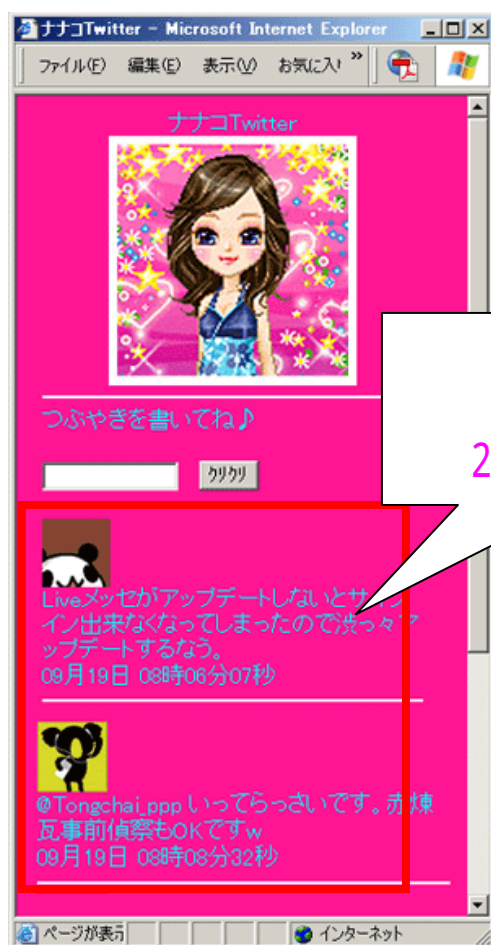 ナナコTwitter - Microsoft Internet Explorer
ファイル(F) 編集(E) 表示(V) お気に入り »
ナナコTwitter
つぶやきを書いてね♪
クリクリ
2
Liveメッセがアップデートしないとサイン
イン出来なくなってしまったので渋っ々ア
ップデートするなう。
09月19日 08時06分07秒
@Tongchai_ppp いってらっさいです。赤煉
瓦事前偵察もOKですw
09月19日 08時08分32秒
ページが表示
インターネット